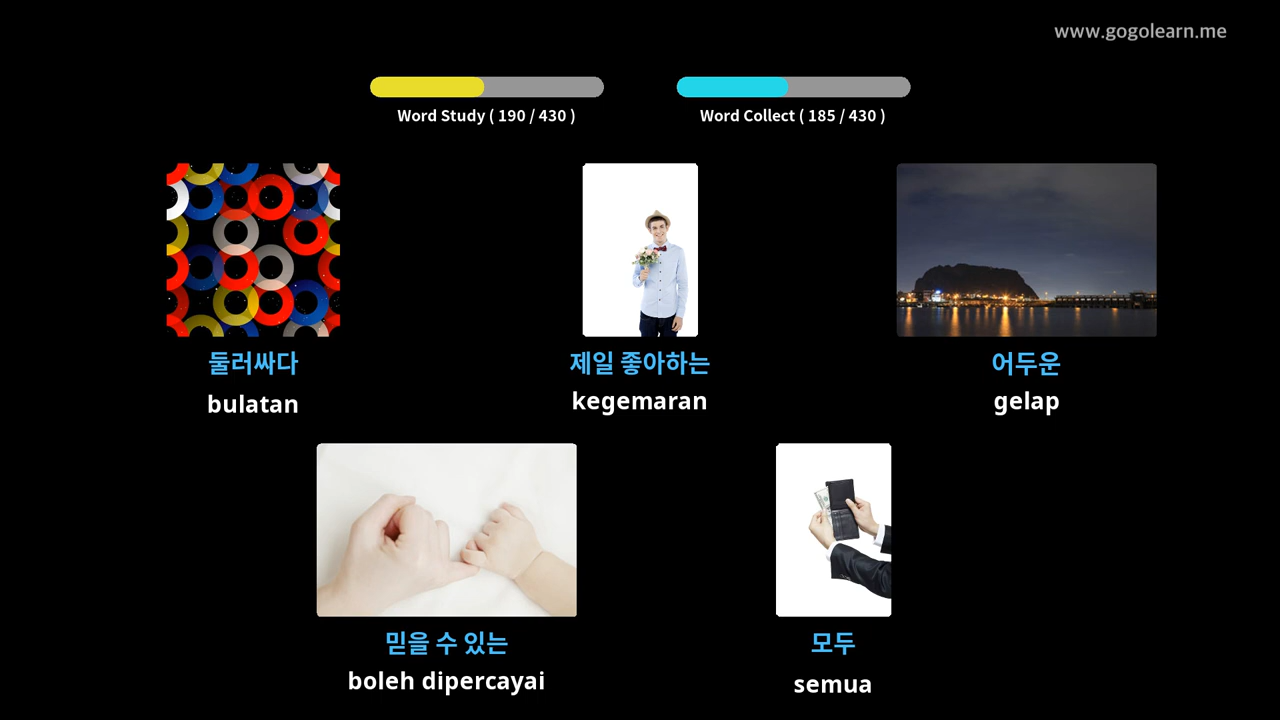 www.gogolearn.me
Word Study ( 190 / 430 )
Word Collect ( 185 / 430 )
둘러싸다
bulatan
제일 좋아하는
kegemaran
어두운
gelap
믿을 수 있는
boleh dipercayai
모두
semua